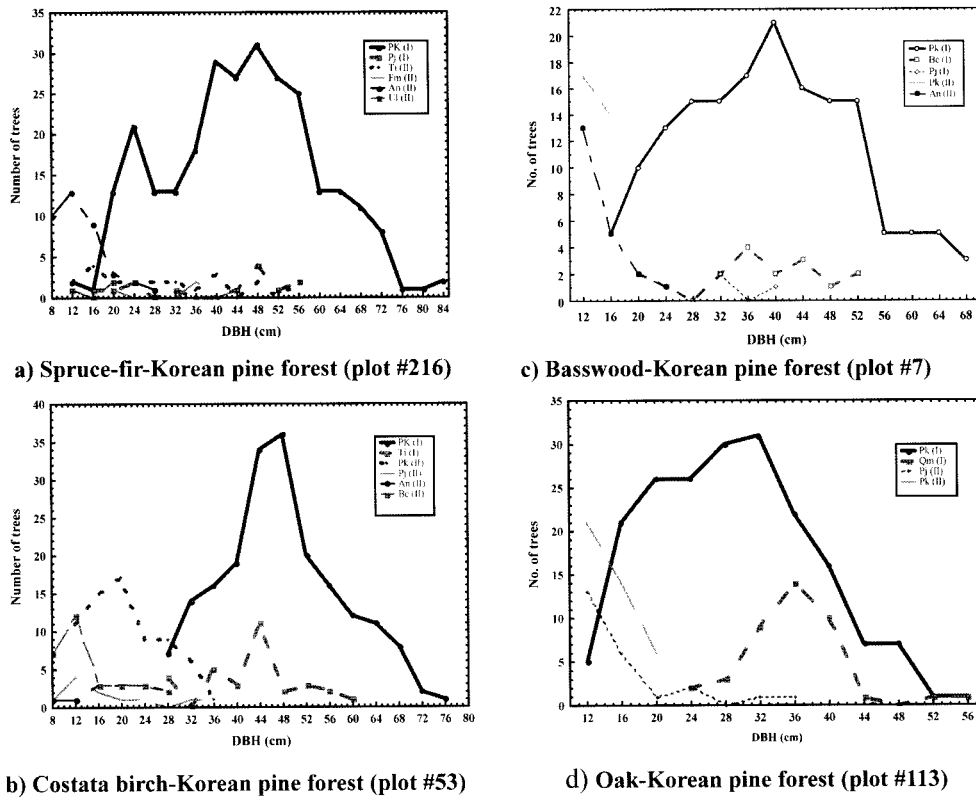 35
30
25
20
15
10
5
0
Number of trees
PK (I)
Pj (I)
Ti (II)
Fm (II)
An (II)
Ul (II)
8 12 16 20 24 28 32 36 40 44 48 52 56 60 64 68 72 76 80 84
DBH (cm)
a) Spruce-fir-Korean pine forest (plot #216)
22
20
18
16
14
12
10
8
6
4
2
0
No. of trees
Pk (I)
Bc (I)
Pj (I)
Pk (II)
An (II)
12 16 20 24 28 32 36 40 44 48 52 56 60 64 68
DBH (cm)
c) Basswood-Korean pine forest (plot #7)
40
35
30
25
20
15
10
5
0
Number of trees
PK (I)
Ti (I)
Pk (II)
Pj (II)
An (II)
Bc (II)
8 12 16 20 24 28 32 36 40 44 48 52 56 60 64 68 72 76 80
DBH (cm)
b) Costata birch-Korean pine forest (plot #53)
35
30
25
20
15
10
5
0
No. of trees
Pk (I)
Qm (I)
Pj (II)
Pk (II)
12 16 20 24 28 32 36 40 44 48 52 56
DBH (cm)
d) Oak-Korean pine forest (plot #113)